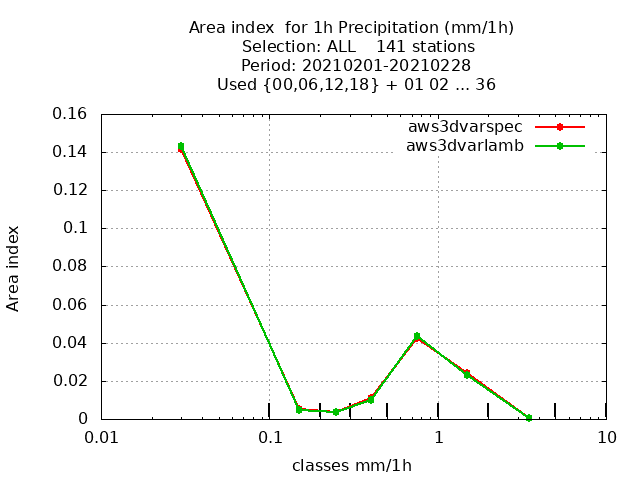 Area index  for 1h Precipitation (mm/1h)
Selection: ALL    141 stations
Period: 20210201-20210228
Used {00,06,12,18} + 01 02 ... 36
aws3dvarspec
aws3dvarlamb
0.16
0.14
0.12
0.1
0.08
0.06
0.04
0.02
0
Area index
0.01
0.1
1
10
classes mm/1h